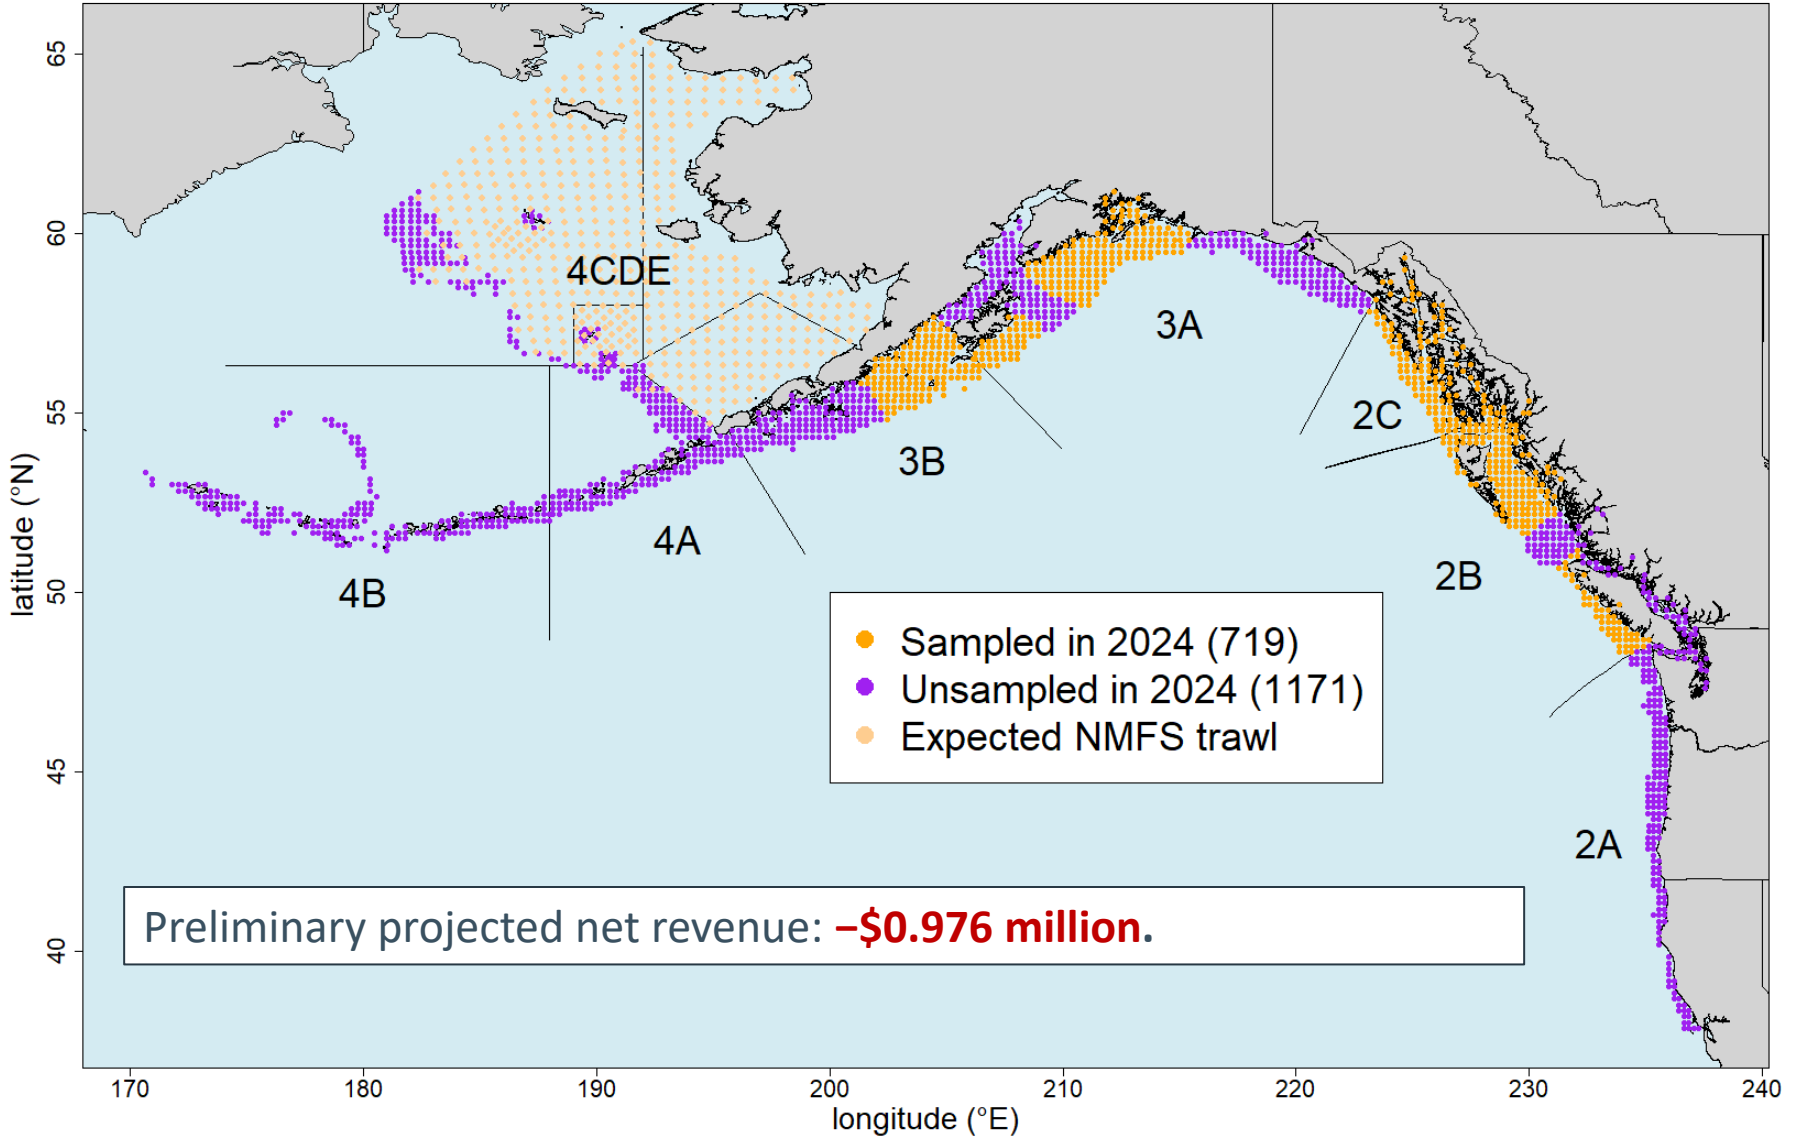 65
60
55
50
45
40
latitude (°N)
4CDE
3A
2C
3B
4A
2B
4B
Sampled in 2024 (719)
Unsampled in 2024 (1171)
Expected NMFS trawl
2A
Preliminary projected net revenue: −$0.976 million.
170 180 190 200 210 220 230 240
longitude (°E)